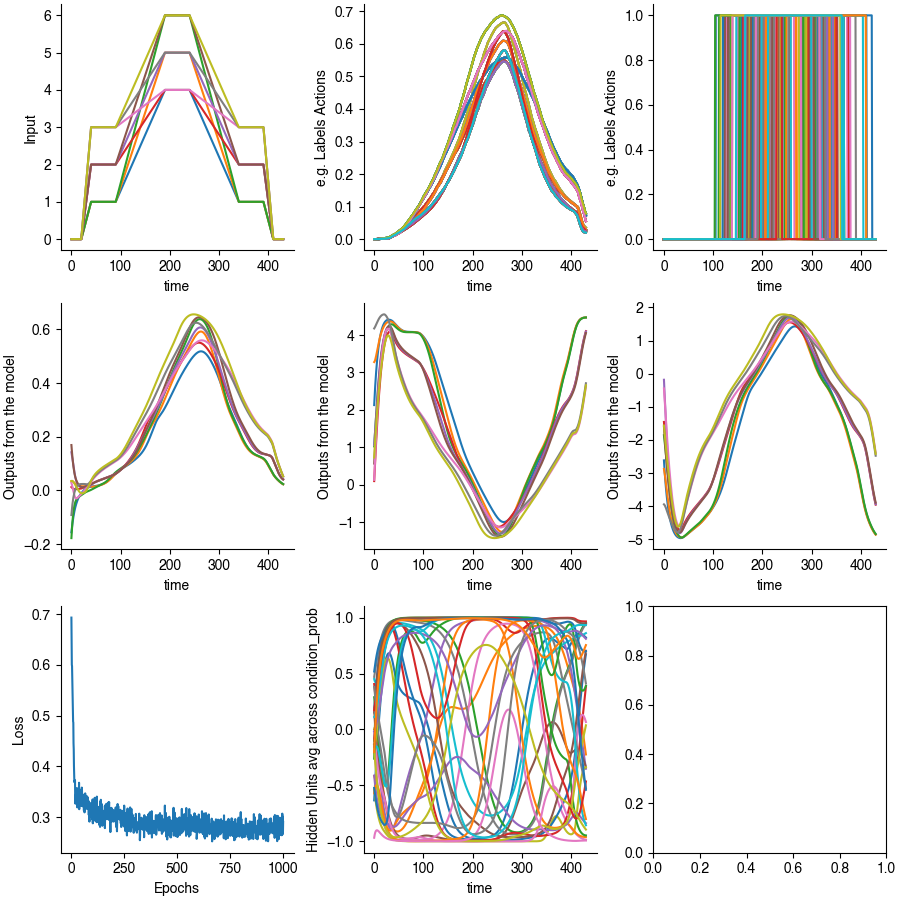 Input
6
5
4
3
2
1
0
0 100 200 300 400
time
e.g. Labels Actions
0.7
0.6
0.5
0.4
0.3
0.2
0.1
0.0
0 100 200 300 400
time
e.g. Labels Actions
1.0
0.8
0.6
0.4
0.2
0.0
0 100 200 300 400
time
Outputs from the model
0.6
0.4
0.2
0.0
−0.2
0 100 200 300 400
time
Outputs from the model
4
3
2
1
0
−1
0 100 200 300 400
time
Outputs from the model
2
1
0
−1
−2
−3
−4
−5
0 100 200 300 400
time
Loss
0.7
0.6
0.5
0.4
0.3
0 250 500 750 1000
Epochs
Hidden Units avg across condition_prob
1.0
0.5
0.0
−0.5
−1.0
0 100 200 300 400
time
1.0
0.8
0.6
0.4
0.2
0.0
0.0 0.2 0.4 0.6 0.8 1.0